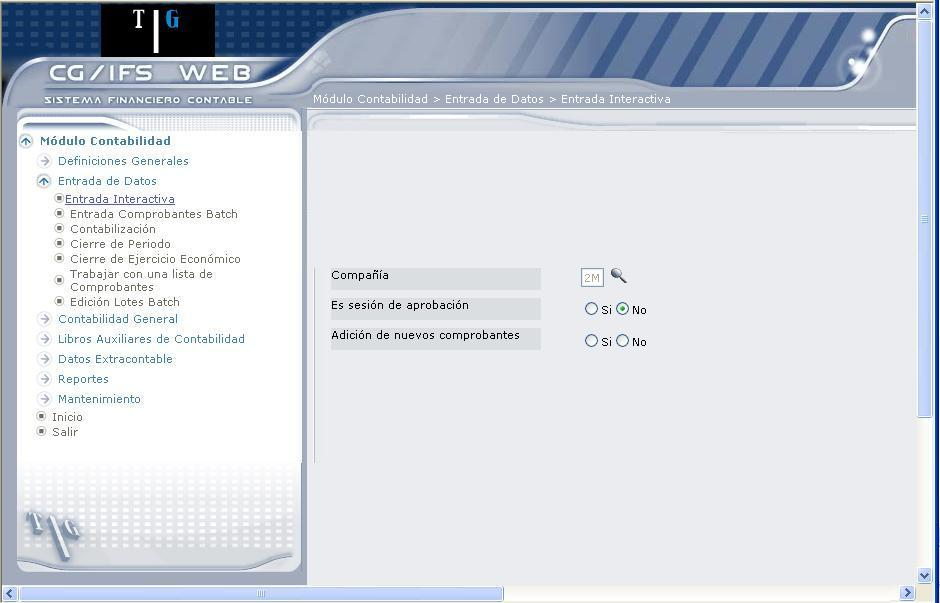 T G
CG/IFS WEB
SISTEMA FINANCIERO CONTABLE
Módulo Contabilidad > Entrada de Datos > Entrada Interactiva
Módulo Contabilidad
Definiciones Generales
Entrada de Datos
Entrada Interactiva
Entrada Comprobantes Batch
Contabilización
Cierre de Periodo
Cierre de Ejercicio Económico
Trabajar con una lista de
Comprobantes
Edición Lotes Batch
Contabilidad General
Libros Auxiliares de Contabilidad
Datos Extracontable
Reportes
Mantenimiento
Inicio
Salir
T G
Compañía 2M
Es sesión de aprobación Si No
Adición de nuevos comprobantes Si No